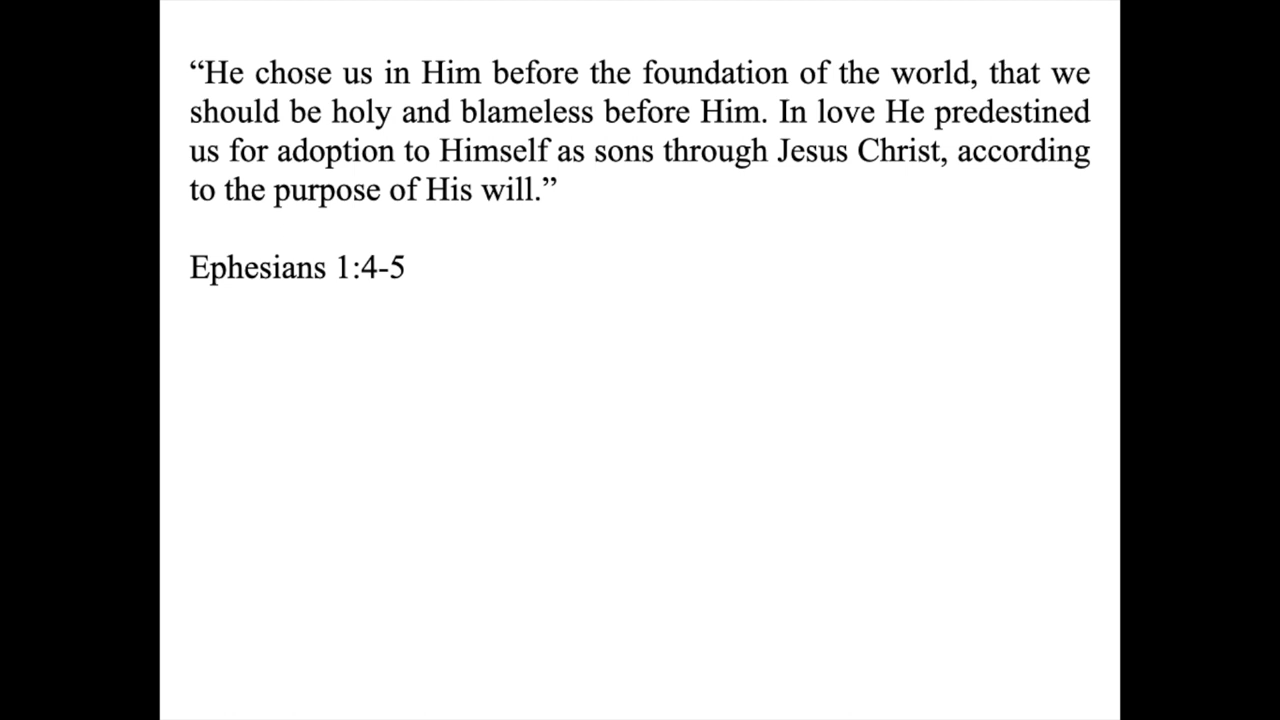 “He chose us in Him before the foundation of the world, that we
should be holy and blameless before Him. In love He predestined
us for adoption to Himself as sons through Jesus Christ, according
to the purpose of His will.”
Ephesians 1:4-5